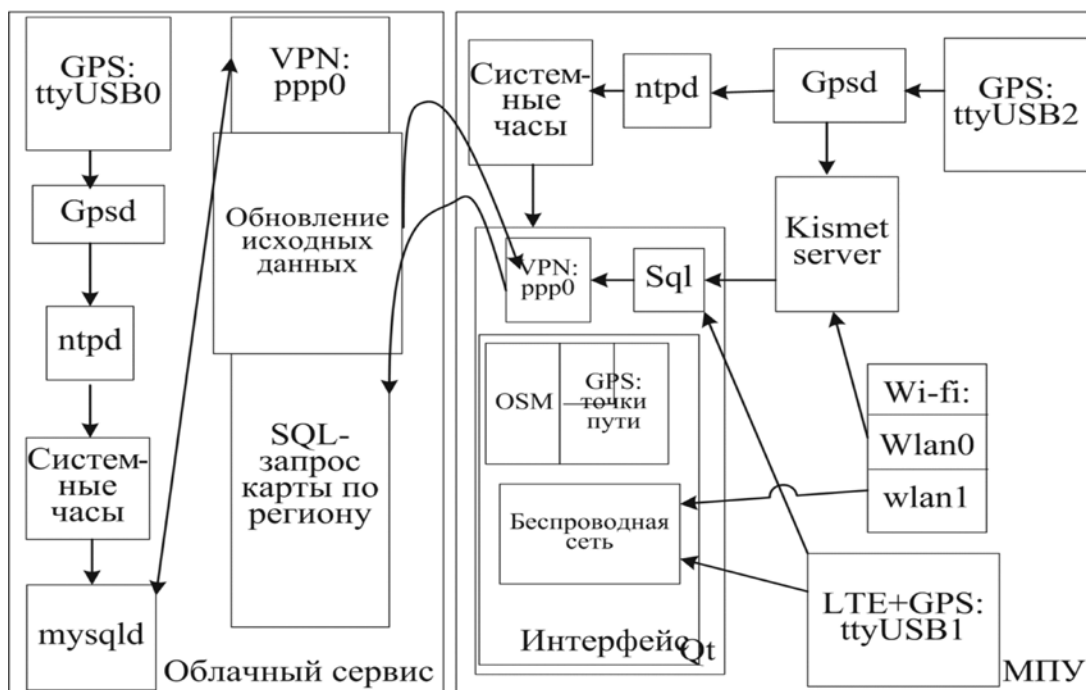 GPS:
ttyUSB0
Gpsd
ntpd
Систем-
ные
часы
mysqld
VPN:
ppp0
Обновление
исходных
данных
SQL-
запрос
карты по
региону
Облачный сервис
Систем-
ные
часы
ntpd
Gpsd
GPS:
ttyUSB2
Kismet
server
VPN:
ppp0
Sql
OSM
GPS:
точки
пути
Беспроводная
сеть
Интерфейс
Qt
Wi-fi:
Wlan0
wlan1
LTE+GPS:
ttyUSB1
МПУ